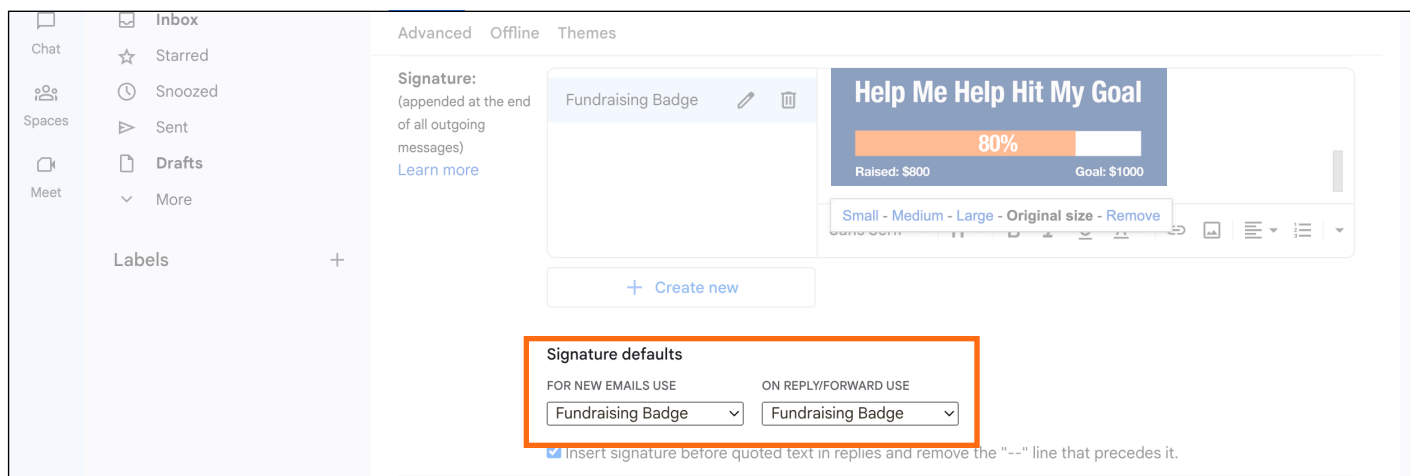 Chat
Spaces
Meet
Inbox
Starred
Snoozed
Sent
Drafts
More
Labels
Advanced Offline Themes
Signature:
(appended at the end
of all outgoing
messages)
Learn more
Fundraising Badge
Help Me Help Hit My Goal
80%
Raised: $800 Goal: $1000
Small - Medium - Large - Original size - Remove
Create new
Signature defaults
FOR NEW EMAILS USE ON REPLY/FORWARD USE
Fundraising Badge Fundraising Badge
Insert signature before quoted text in replies and remove the "--" line that precedes it.